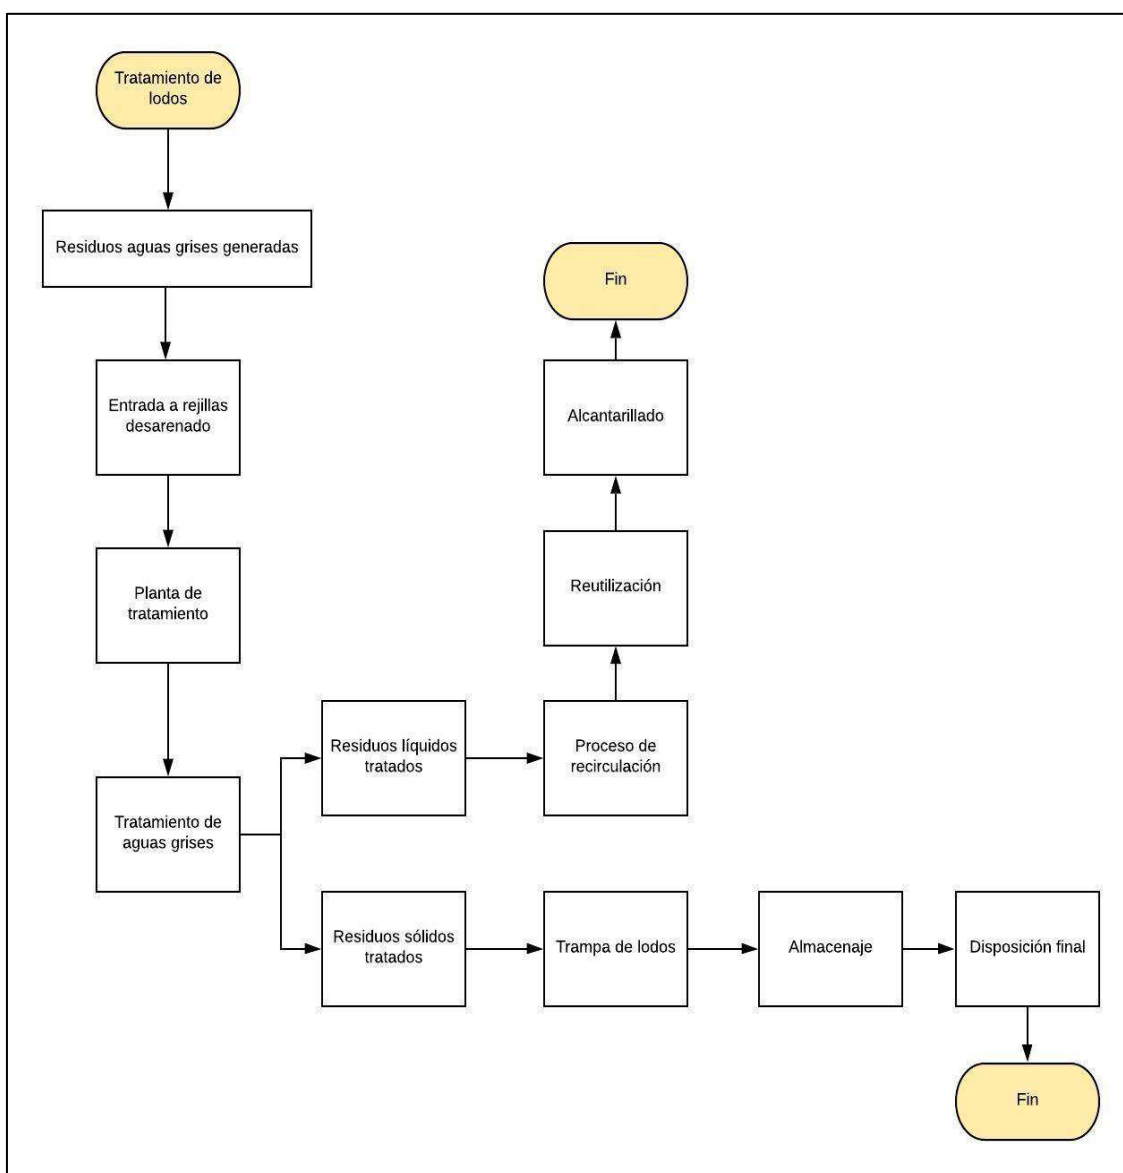 Tratamiento de
lodos
Residuos aguas grises generadas
Entrada a rejillas
desarenado
Planta de
tratamiento
Tratamiento de
aguas grises
Residuos líquidos
tratados
Proceso de
recirculación
Reutilización
Alcantarillado
Fin
Residuos sólidos
tratados
Trampa de lodos
Almacenaje
Disposición final
Fin